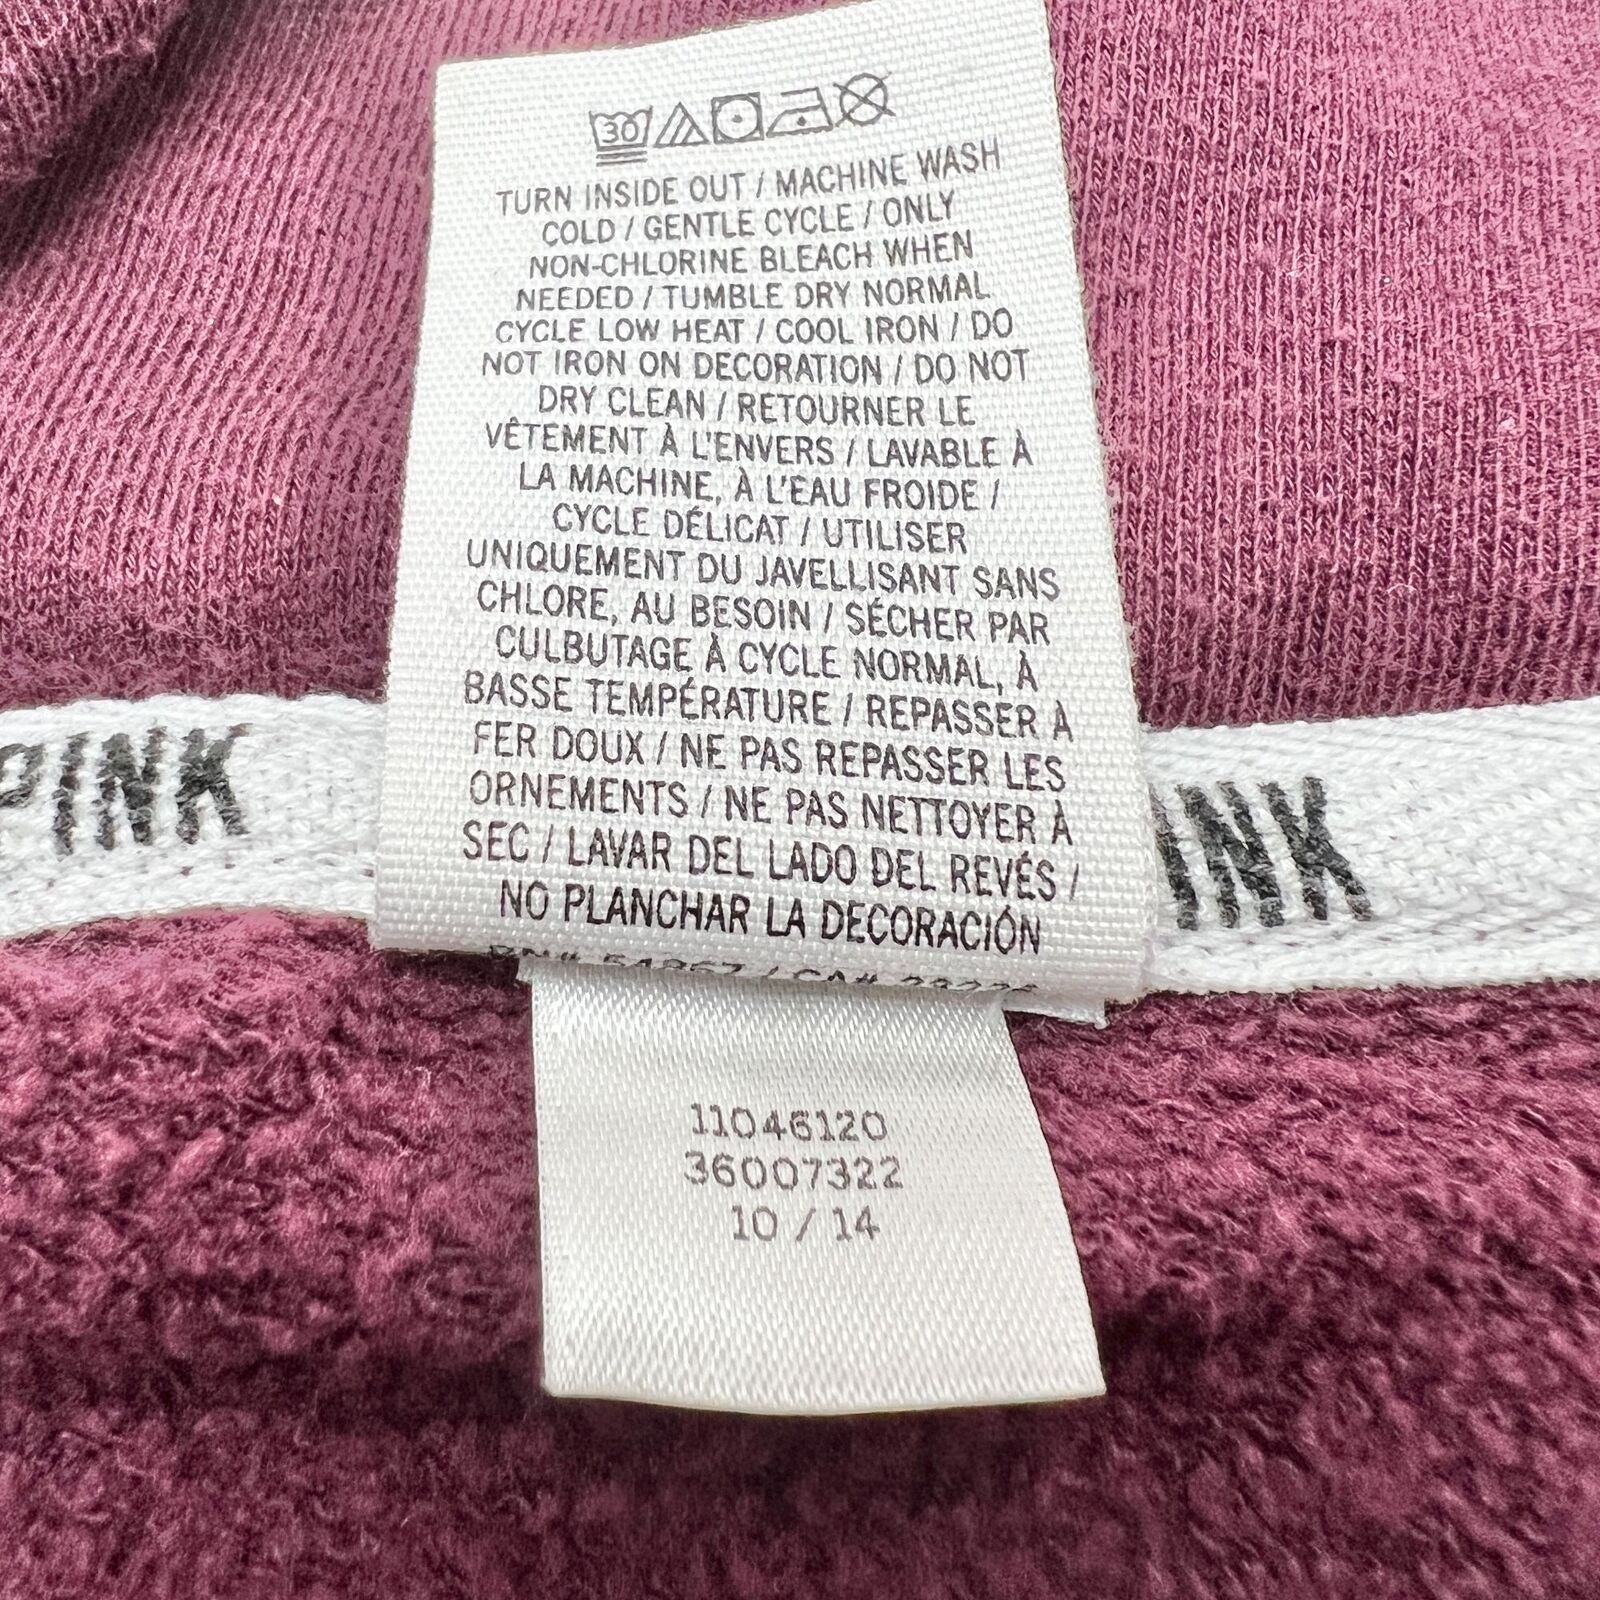 30
TURN INSIDE OUT / MACHINE WASH
COLD / GENTLE CYCLE / ONLY
NON-CHLORINE BLEACH WHEN
NEEDED / TUMBLE DRY NORMAL
CYCLE LOW HEAT / COOL IRON / DO
NOT IRON ON DECORATION / DO NOT
DRY CLEAN / RETOURNER LE
VÊTEMENT À L'ENVERS / LAVABLE À
LA MACHINE, À L'EAU FROIDE /
CYCLE DÉLICAT / UTILISER
UNIQUEMENT DU JAVELLISANT SANS
CHLORE, AU BESOIN / SÉCHER PAR
CULBUTAGE À CYCLE NORMAL, À
BASSE TEMPÉRATURE / REPASSER À
FER DOUX / NE PAS REPASSER LES
ORNEMENTS / NE PAS NETTOYER À
SEC / LAVAR DEL LADO DEL REVÉS /
NO PLANCHAR LA DECORACIÓN
PINK
INK
11046120
36007322
10 / 14